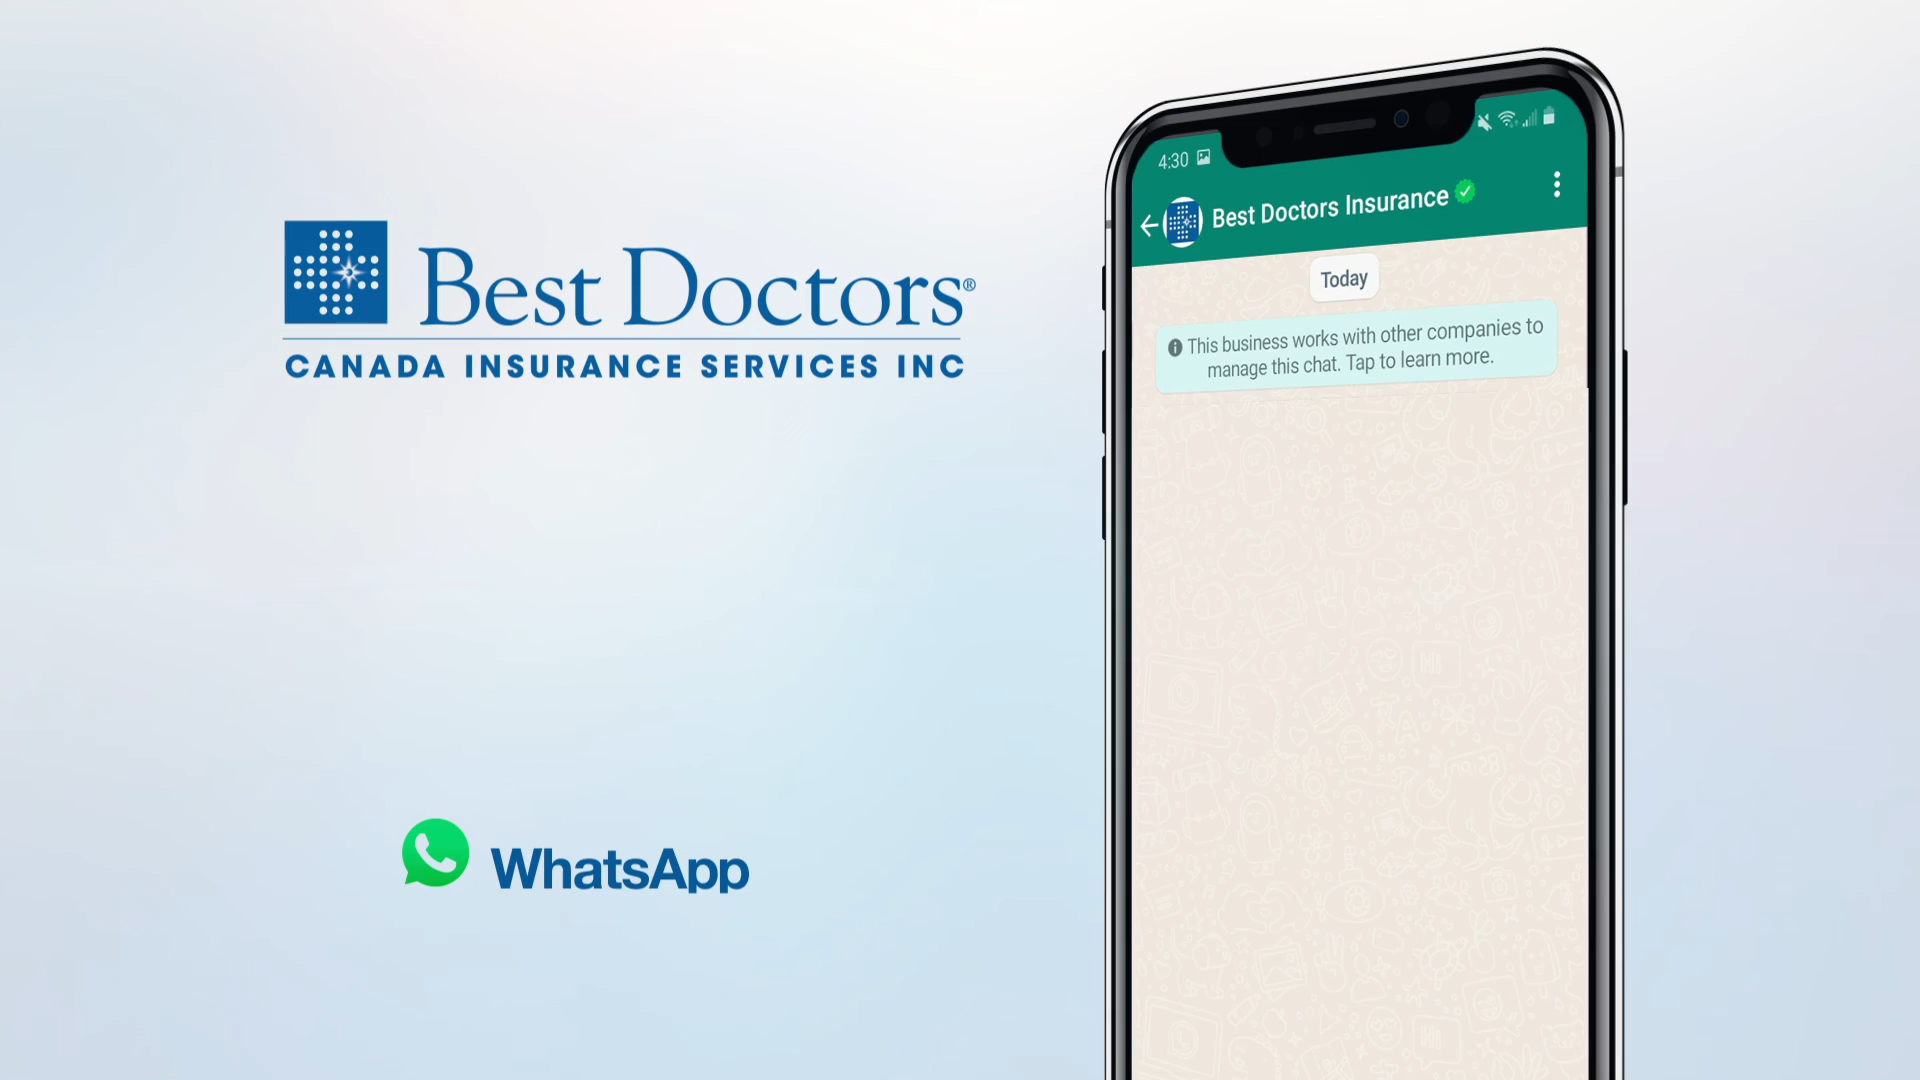 Best Doctors®
CANADA INSURANCE SERVICES INC
WhatsApp
4:30
Best Doctors Insurance
Today
This business works with other companies to
manage this chat. Tap to learn more.